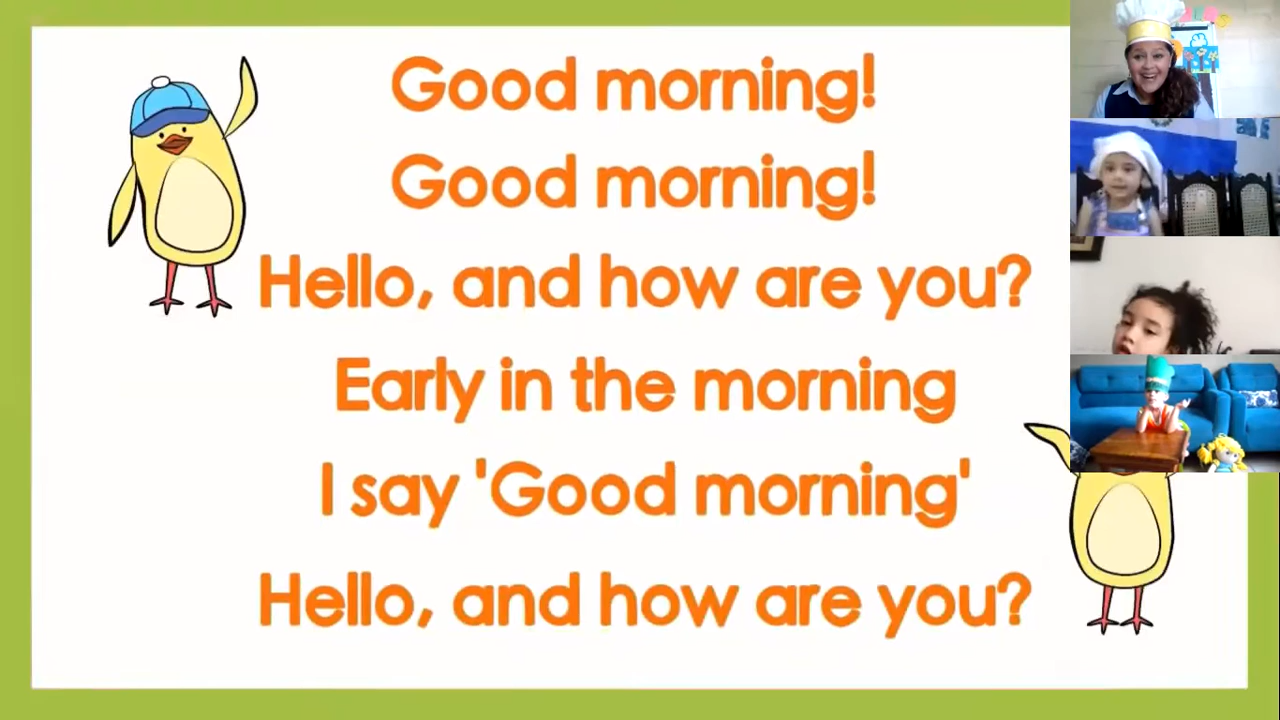 Good morning!
Good morning!
Hello, and how are you?
Early in the morning
I say 'Good morning'
Hello, and how are you?